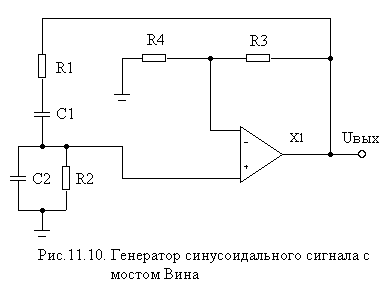 R4
R3
R1
C1
X1
Uвых
-
+
C2
R2
Рис.11.10. Генератор синусоидального сигнала с
мостом Вина